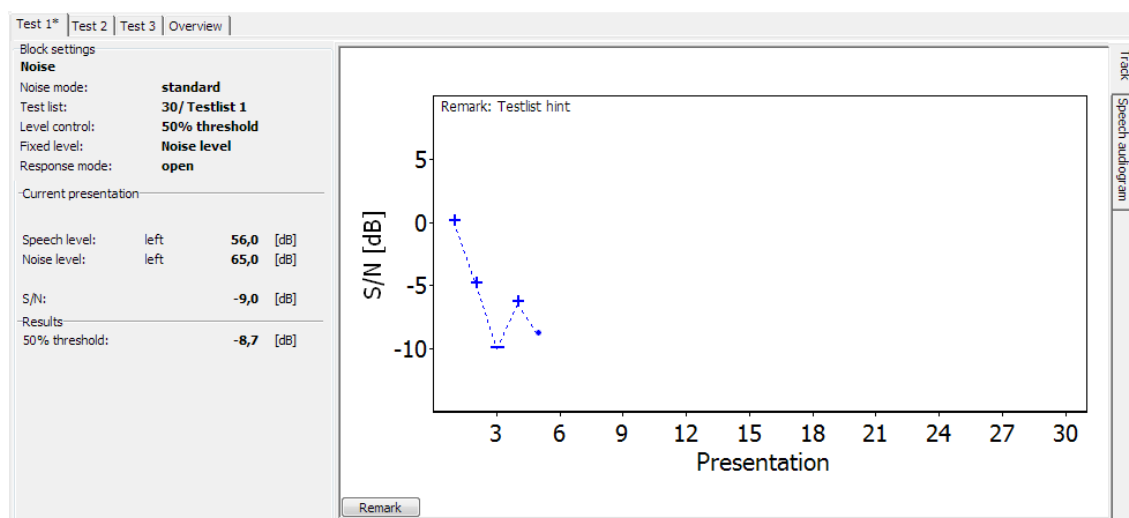 Test 1* Test 2 Test 3 Overview
Block settings
Noise
Noise mode: standard
Test list: 30/ Testlist 1
Level control: 50% threshold
Fixed level: Noise level
Response mode: open
Current presentation
Speech level: left 56,0 [dB]
Noise level: left 65,0 [dB]
S/N: -9,0 [dB]
Results
50% threshold: -8,7 [dB]
Remark: Testlist hint
S/N [dB]
5
0
-5
-10
3 6 9 12 15 18 21 24 27 30
Presentation
Remark
Track
Speech audiogram